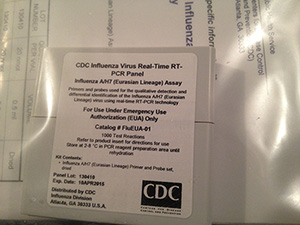 CDC Influenza Virus Real-Time RT-
PCR Panel
Influenza A/H7 (Eurasian Lineage) Assay
Primers and probes used for the qualitative detection and
differential identification of the Influenza A/H7 (Eurasian
Lineage) virus using real-time RT-PCR technology
For Use Under Emergency Use
Authorization (EUA) Only
Catalog # FluEUA-01
1000 Test Reactions
Refer to product insert for directions for use
Store at 2-8 °C in PCR reagent preparation area until
rehydration
Kit Contents:
• Influenza A/H7 (Eurasian Lineage) Primer and Probe set,
dried
Panel Lot: 130419
Exp. Date: 18APR2015
Distributed by CDC
Influenza Division
Atlanta, GA 30333 U.S.A.
CDC
LOT
NUMBER